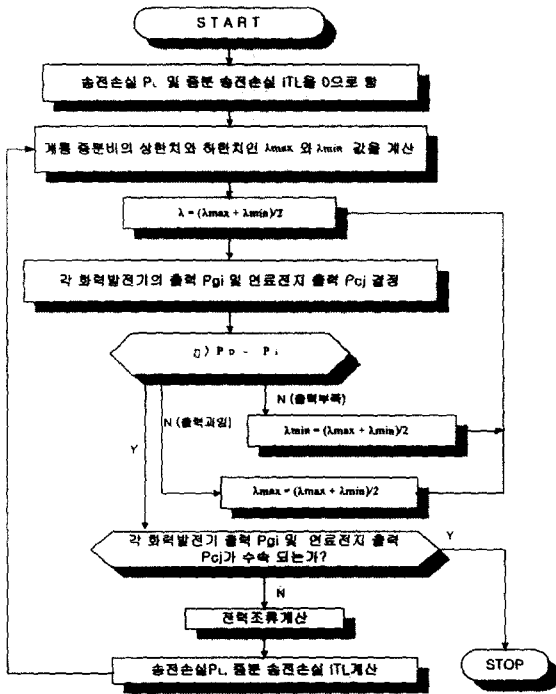 START
송전손실 PL 및 증분 송전손실 ITL을 0으로 함
계통 증분비의 상한치와 하한치인 λmax 와 λmin 값을 계산
λ = (λmax + λmin)/2
각 화력발전기의 출력 Pgi 및 연료전지 출력 Pcj 결정
N (출력부족)
N (출력과잉)
λmin = (λmax + λmin)/2
Y
λmax = (λmax + λmin)/2
각 화력발전기 출력 Pgi 및 연료전지 출력
Pcj가 수속 되는가?
Y
N
전력조류계산
송전손실PL, 증분 송전손실 ITL계산
STOP